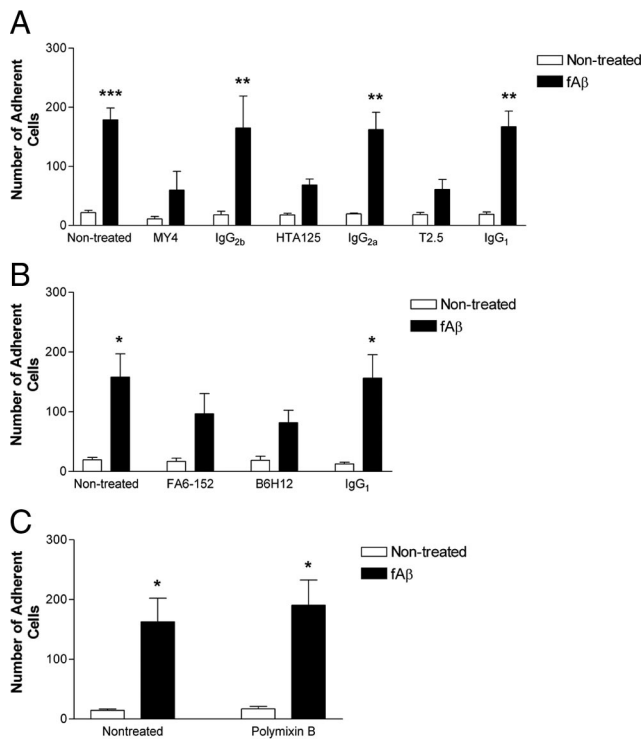 A
Number of Adherent
Cells
300
200
100
0
***
**
**
**
Non-treated MY4 IgG2b HTA125 IgG2a T2.5 IgG1
Non-treated
fAβ
B
Number of Adherent
Cells
300
200
100
0
*
*
Non-treated FA6-152 B6H12 IgG1
Non-treated
fAβ
C
Number of Adherent
Cells
300
200
100
0
*
*
Nontreated Polymixin B
Non-treated
fAβ